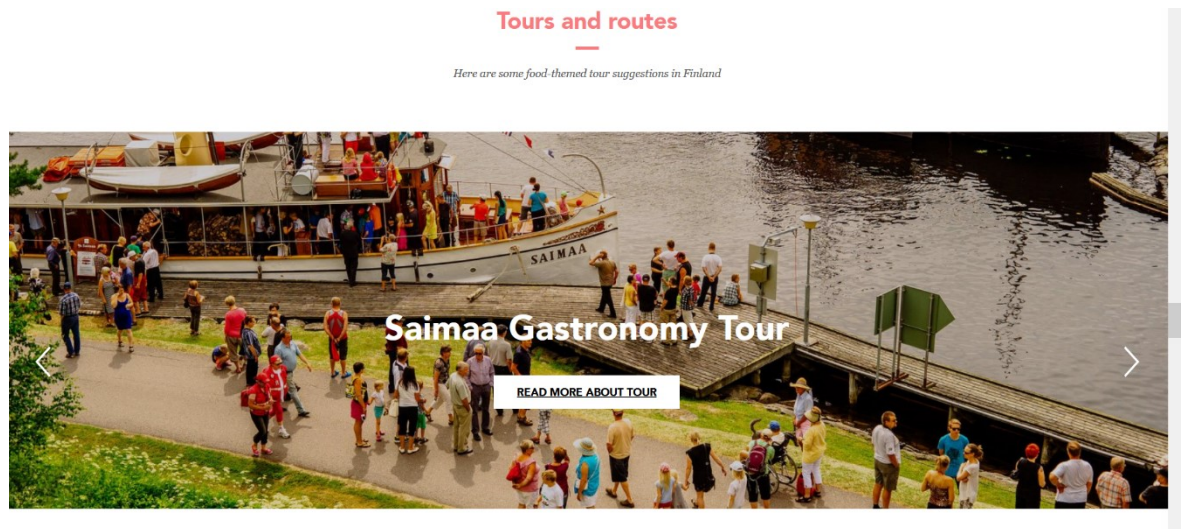 Tours and routes
Here are some food-themed tour suggestions in Finland
SAIMAA
Saimaa Gastronomy Tour
READ MORE ABOUT TOUR